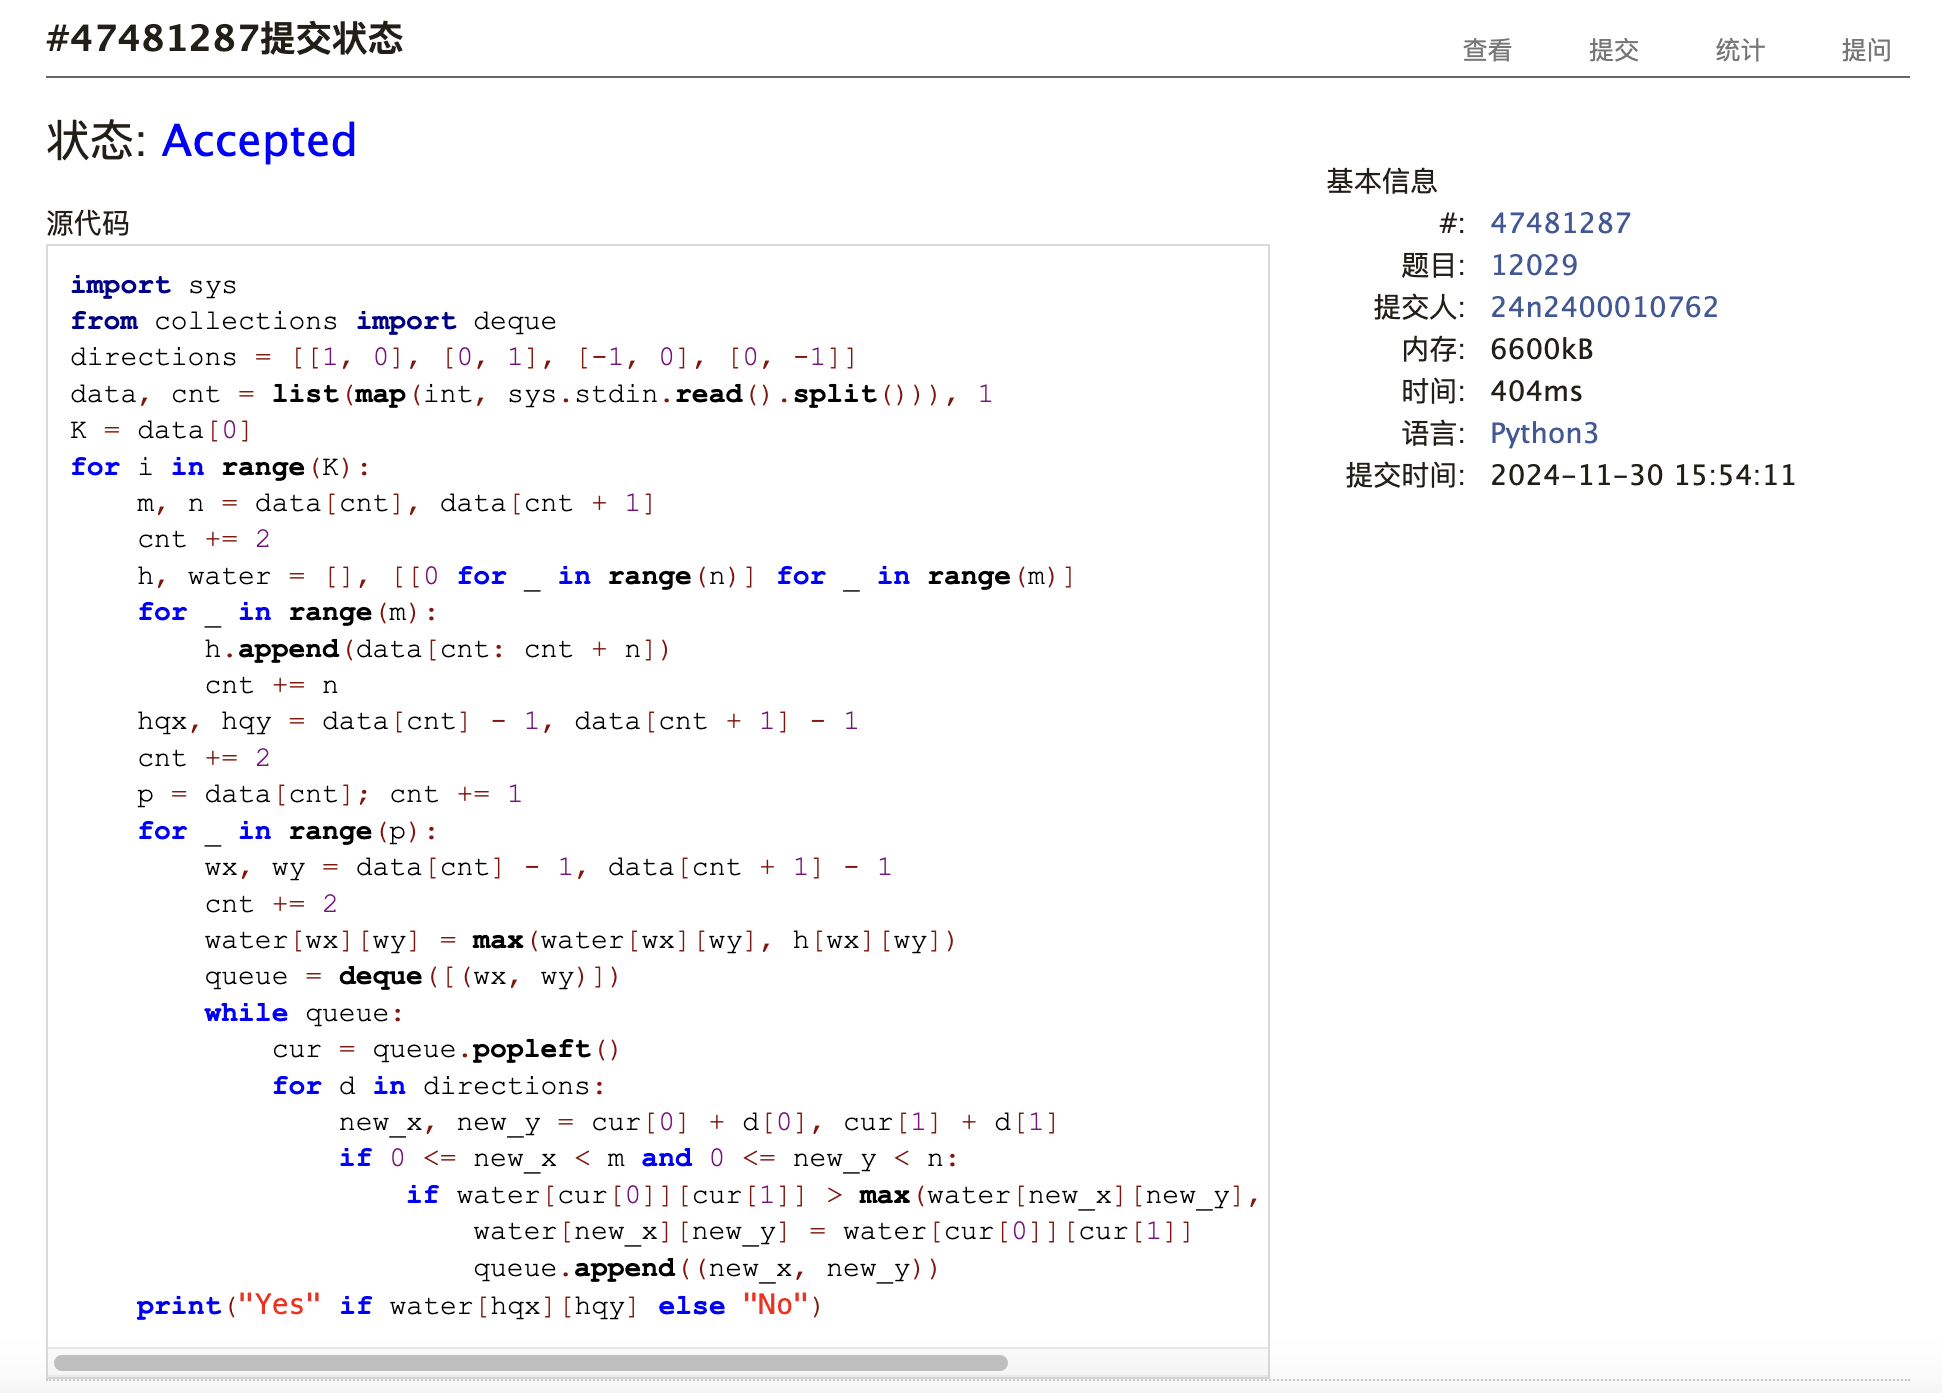 #47481287提交状态
查看 提交 统计 提问
状态: Accepted
源代码
import sys
from collections import deque
directions = [[1, 0], [0, 1], [-1, 0], [0, -1]]
data, cnt = list(map(int, sys.stdin.read().split())), 1
K = data[0]
for i in range(K):
    m, n = data[cnt], data[cnt + 1]
    cnt += 2
    h, water = [], [[0 for _ in range(n)] for _ in range(m)]
    for _ in range(m):
        h.append(data[cnt: cnt + n])
        cnt += n
    hqx, hqy = data[cnt] - 1, data[cnt + 1] - 1
    cnt += 2
    p = data[cnt]; cnt += 1
    for _ in range(p):
        wx, wy = data[cnt] - 1, data[cnt + 1] - 1
        cnt += 2
        water[wx][wy] = max(water[wx][wy], h[wx][wy])
        queue = deque([(wx, wy)])
        while queue:
            cur = queue.popleft()
            for d in directions:
                new_x, new_y = cur[0] + d[0], cur[1] + d[1]
                if 0 <= new_x < m and 0 <= new_y < n:
                    if water[cur[0]][cur[1]] > max(water[new_x][new_y],
                        water[new_x][new_y] = water[cur[0]][cur[1]]
                        queue.append((new_x, new_y))
    print("Yes" if water[hqx][hqy] else "No")
基本信息
#: 47481287
题目: 12029
提交人: 24n2400010762
内存: 6600kB
时间: 404ms
语言: Python3
提交时间: 2024-11-30 15:54:11